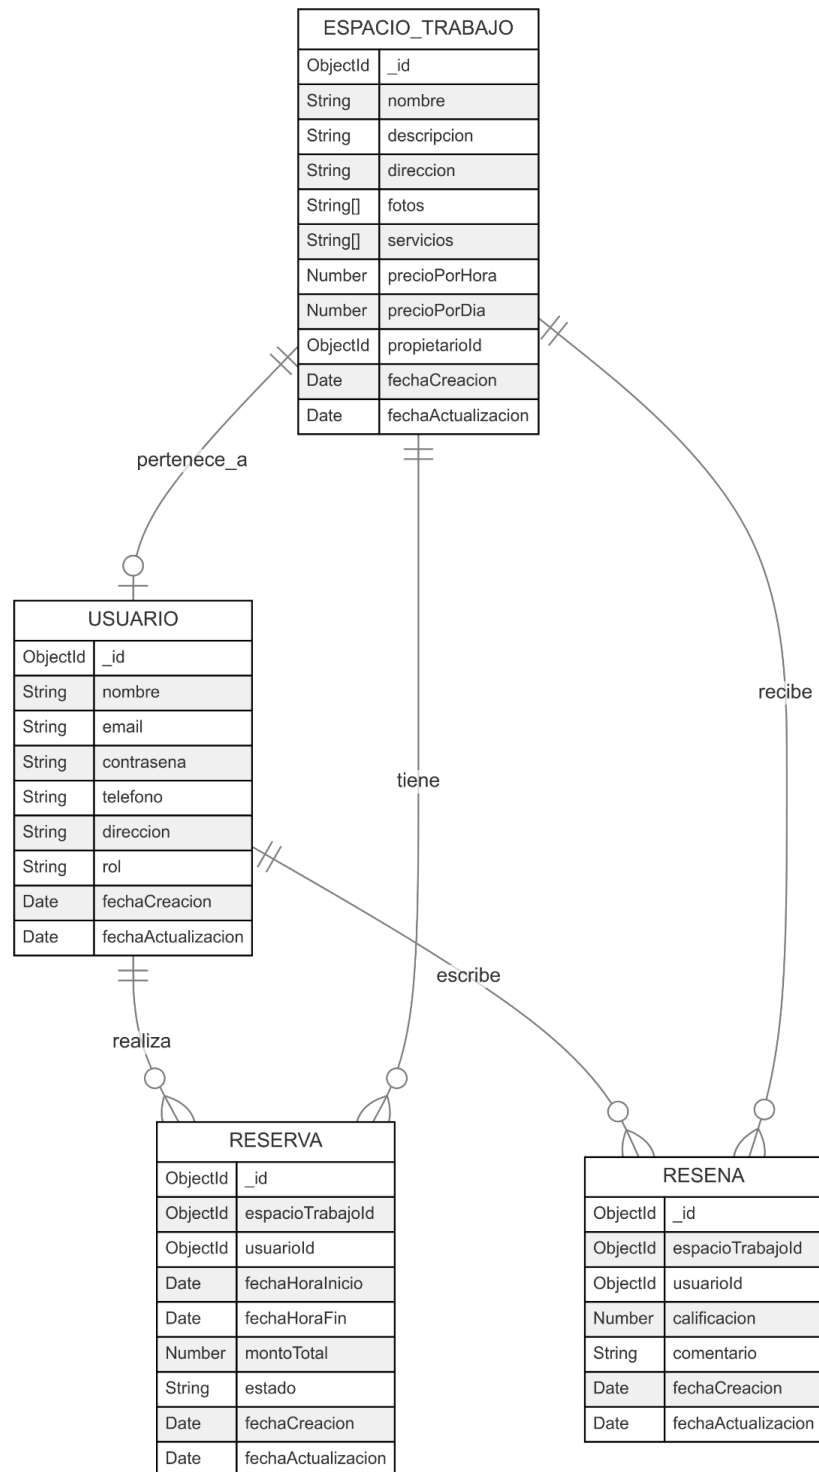 ESPACIO_TRABAJO
ObjectId _id
String nombre
String descripcion
String direccion
String[] fotos
String[] servicios
Number precioPorHora
Number precioPorDia
ObjectId propietarioId
Date fechaCreacion
Date fechaActualizacion
pertenece_a
USUARIO
ObjectId _id
String nombre
String email
String contrasena
String telefono
String direccion
String rol
Date fechaCreacion
Date fechaActualizacion
recibe
tiene
escribe
realiza
RESERVA
ObjectId _id
ObjectId espacioTrabajoId
ObjectId usuarioId
Date fechaHoraInicio
Date fechaHoraFin
Number montoTotal
String estado
Date fechaCreacion
Date fechaActualizacion
RESENA
ObjectId _id
ObjectId espacioTrabajoId
ObjectId usuarioId
Number calificacion
String comentario
Date fechaCreacion
Date fechaActualizacion